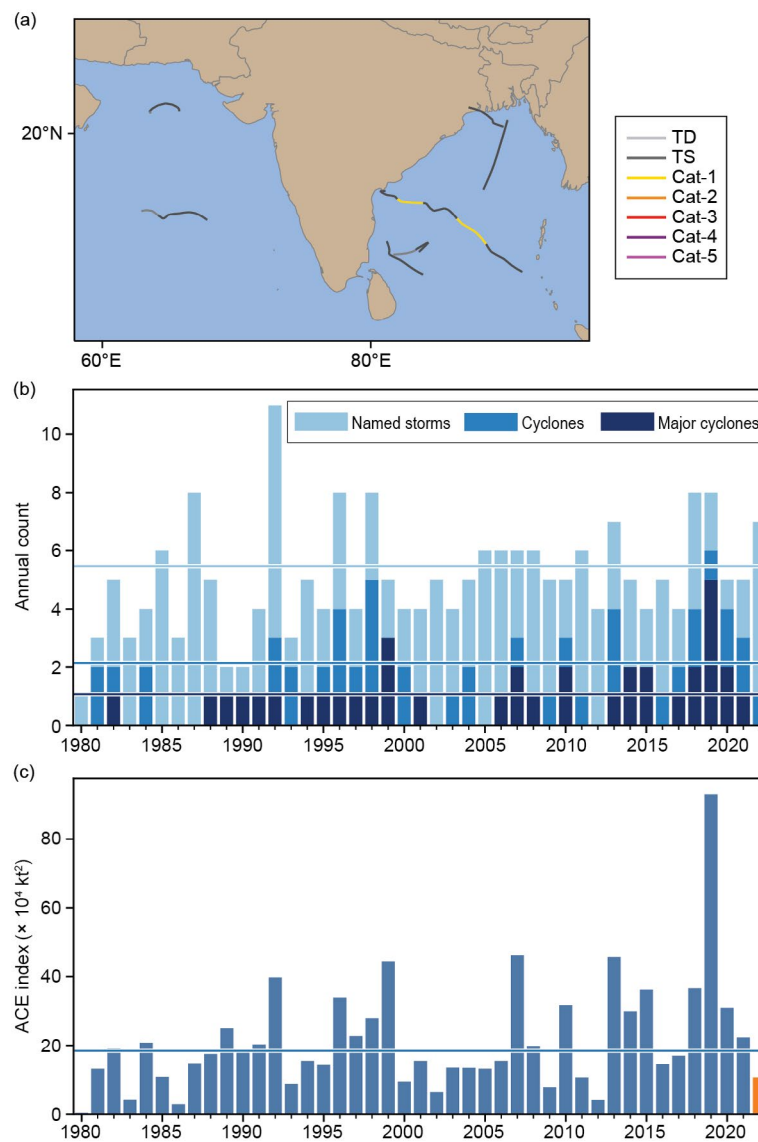 (a)
20°N
60°E 80°E
TD
TS
Cat-1
Cat-2
Cat-3
Cat-4
Cat-5
(b)
Named storms Cyclones Major cyclones
Annual count
10
8
6
4
2
0
1980 1985 1990 1995 2000 2005 2010 2015 2020
(c)
ACE index (× 10⁴ kt²)
80
60
40
20
0
1980 1985 1990 1995 2000 2005 2010 2015 2020